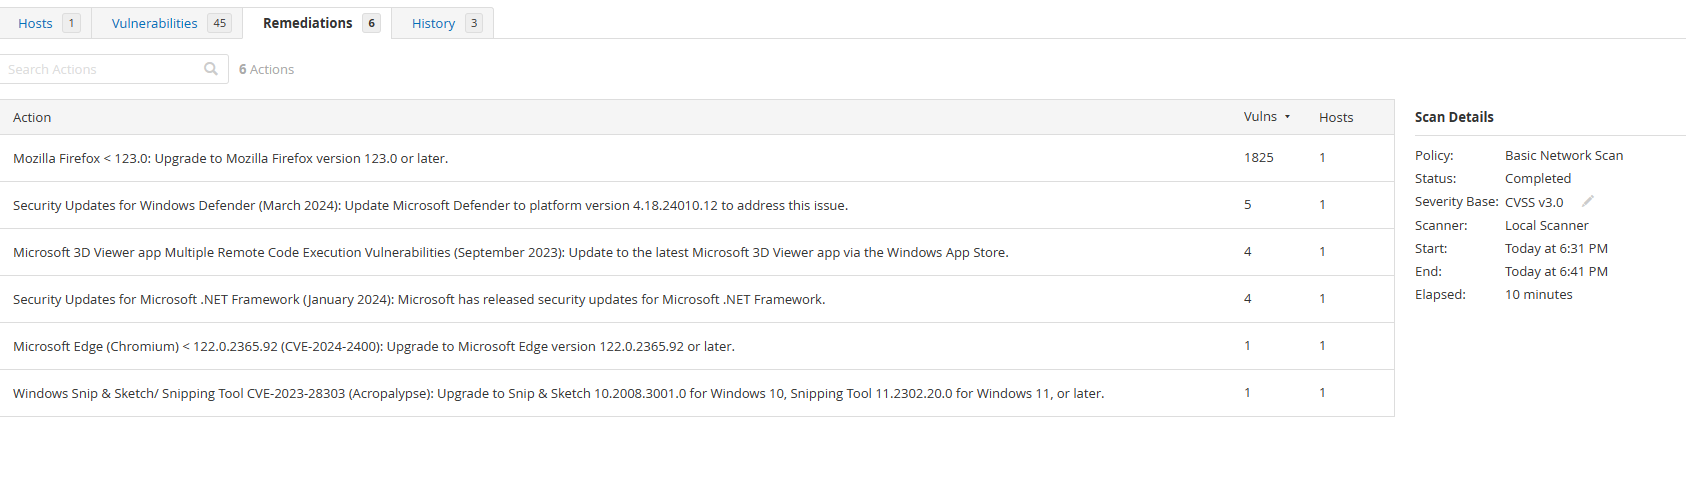 Hosts 1 Vulnerabilities 45 Remediations 6 History 3
Search Actions 6 Actions
Action Vulns Hosts
Mozilla Firefox < 123.0: Upgrade to Mozilla Firefox version 123.0 or later. 1825 1
Security Updates for Windows Defender (March 2024): Update Microsoft Defender to platform version 4.18.24010.12 to address this issue. 5 1
Microsoft 3D Viewer app Multiple Remote Code Execution Vulnerabilities (September 2023): Update to the latest Microsoft 3D Viewer app via the Windows App Store. 4 1
Security Updates for Microsoft .NET Framework (January 2024): Microsoft has released security updates for Microsoft .NET Framework. 4 1
Microsoft Edge (Chromium) < 122.0.2365.92 (CVE-2024-2400): Upgrade to Microsoft Edge version 122.0.2365.92 or later. 1 1
Windows Snip & Sketch/ Snipping Tool CVE-2023-28303 (Acropalypse): Upgrade to Snip & Sketch 10.2008.3001.0 for Windows 10, Snipping Tool 11.2302.20.0 for Windows 11, or later. 1 1
Scan Details
Policy: Basic Network Scan
Status: Completed
Severity Base: CVSS v3.0
Scanner: Local Scanner
Start: Today at 6:31 PM
End: Today at 6:41 PM
Elapsed: 10 minutes